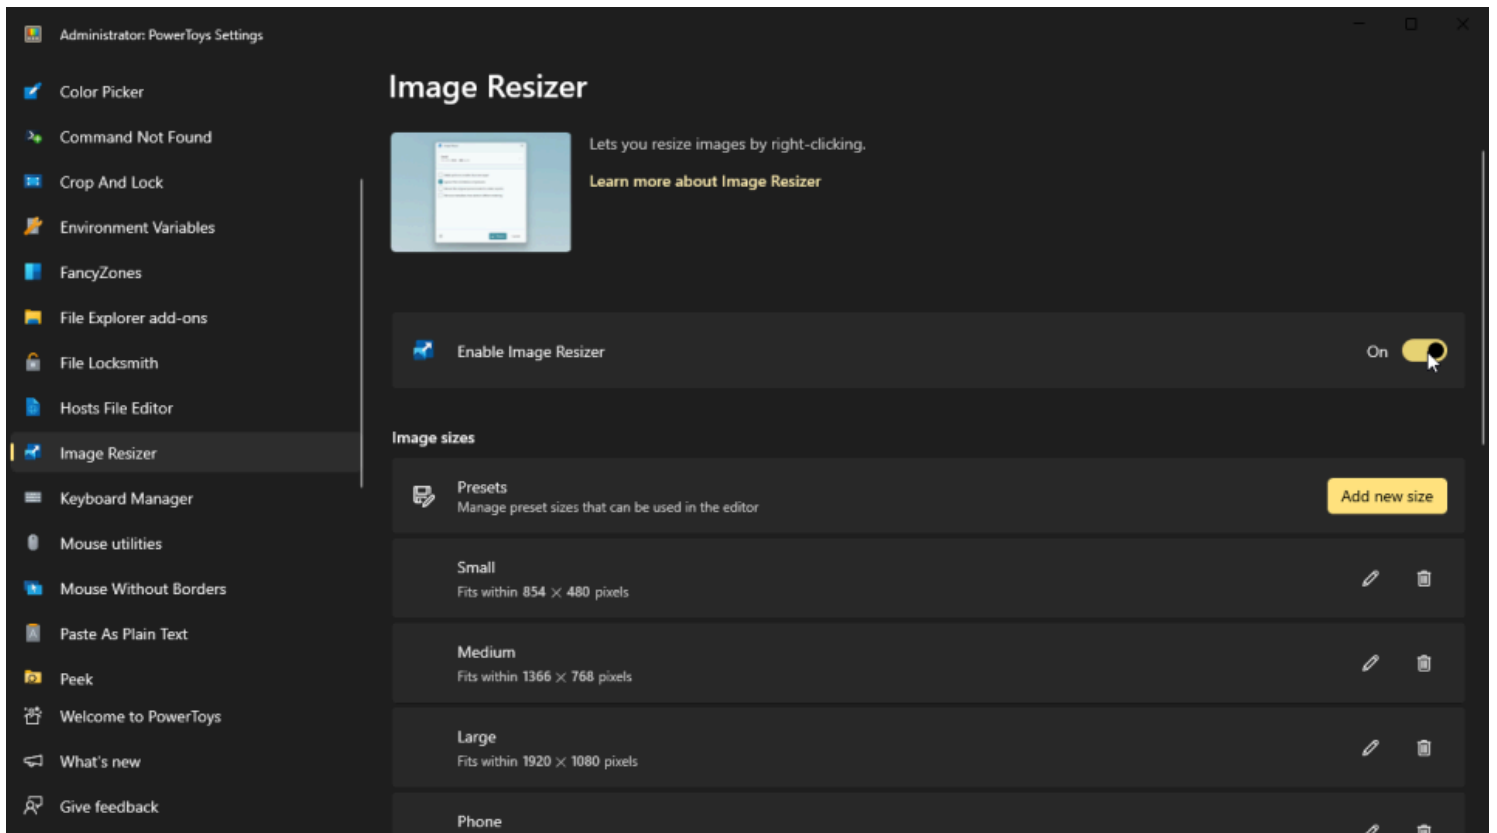 Administrator: PowerToys Settings
Color Picker
Command Not Found
Crop And Lock
Environment Variables
FancyZones
File Explorer add-ons
File Locksmith
Hosts File Editor
Image Resizer
Keyboard Manager
Mouse utilities
Mouse Without Borders
Paste As Plain Text
Peek
Welcome to PowerToys
What's new
Give feedback
Image Resizer
Lets you resize images by right-clicking.
Learn more about Image Resizer
Enable Image Resizer
On
Image sizes
Presets
Manage preset sizes that can be used in the editor
Add new size
Small
Fits within 854 × 480 pixels
Medium
Fits within 1366 × 768 pixels
Large
Fits within 1920 × 1080 pixels
Phone